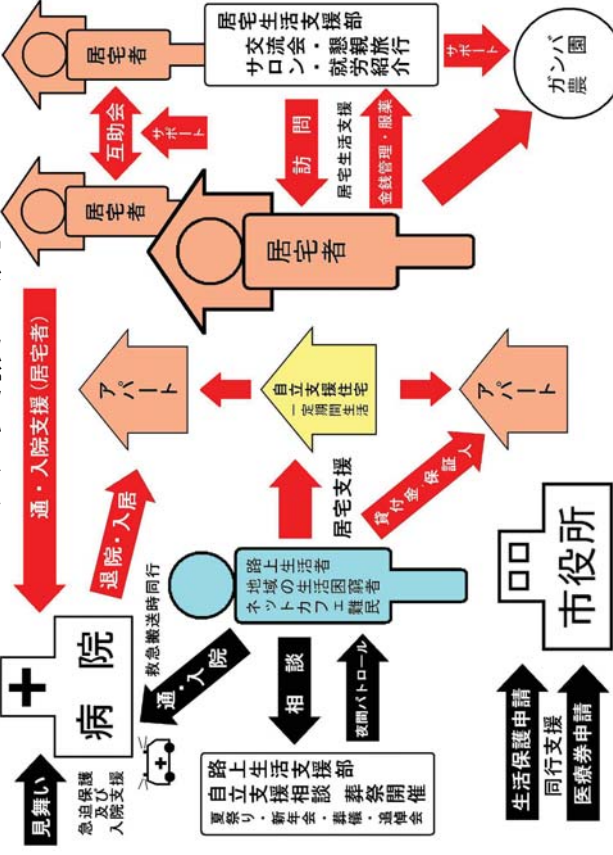 見舞い
急迫保護
及び
入院支援
病院
通・入院支援(居宅者)
退院・入居
救急搬送時同行
通・入院
路上生活支援部
自立支援相談 葬祭開催
夏祭り・新年会・葬儀・追悼会
相談
夜間パトロール
路上生活者
地域の生活困窮者
ネットカフェ難民
生活保護申請
同行支援
医療券申請
市役所
居宅支援
貸付金・保証人
アパート
自立支援住宅
一定期間生活
アパート
居宅者
互助会
居宅者
サポート
居宅者
訪問
居宅生活支援
金銭管理・服薬
居宅生活支援部
交流会・懇親旅行
サロン・就労紹介
サポート
ガンバ
農園